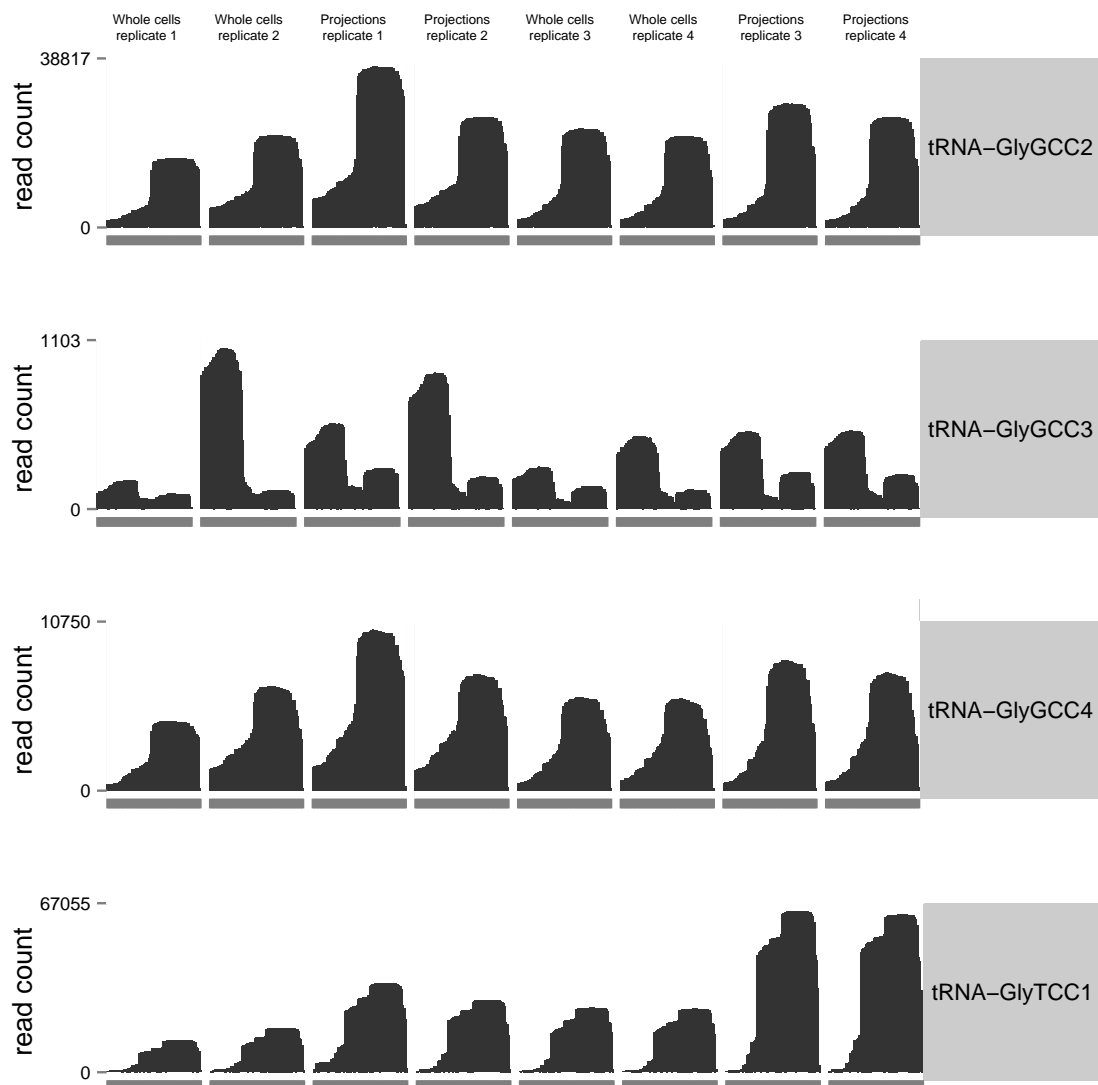 Whole cells replicate 1
Whole cells replicate 2
Projections replicate 1
Projections replicate 2
Whole cells replicate 3
Whole cells replicate 4
Projections replicate 3
Projections replicate 4
38817
read count
0
tRNA−GlyGCC2
1103
read count
0
tRNA−GlyGCC3
10750
read count
0
tRNA−GlyGCC4
67055
read count
0
tRNA−GlyTCC1